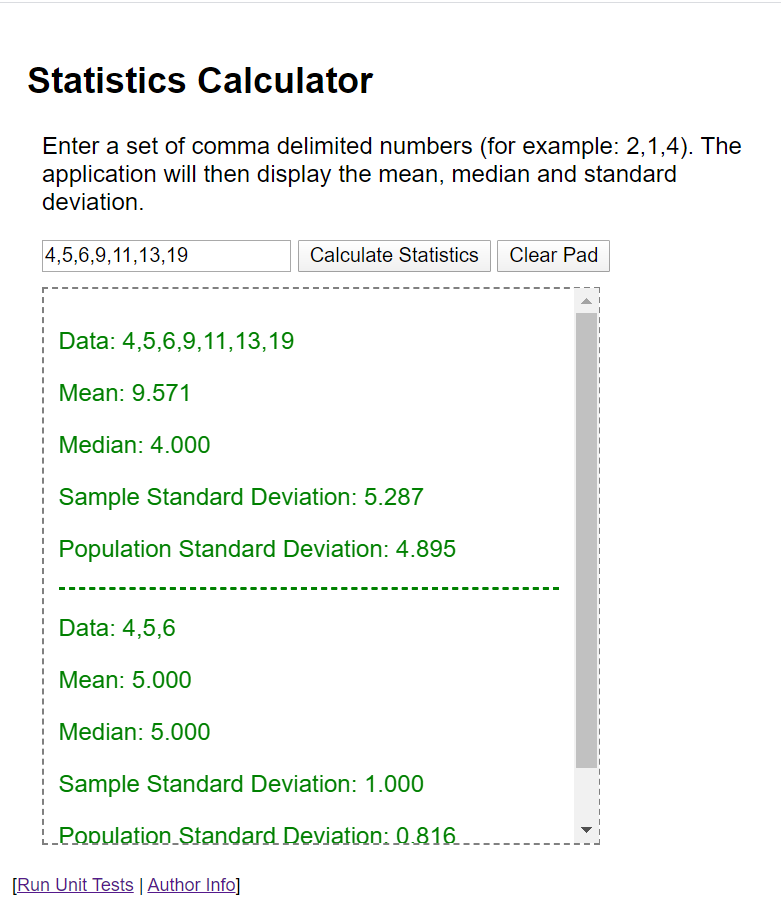 Statistics Calculator
Enter a set of comma delimited numbers (for example: 2,1,4). The
application will then display the mean, median and standard
deviation.
4,5,6,9,11,13,19 Calculate Statistics Clear Pad
Data: 4,5,6,9,11,13,19
Mean: 9.571
Median: 4.000
Sample Standard Deviation: 5.287
Population Standard Deviation: 4.895
Data: 4,5,6
Mean: 5.000
Median: 5.000
Sample Standard Deviation: 1.000
Population Standard Deviation: 0.816
[Run Unit Tests | Author Info]